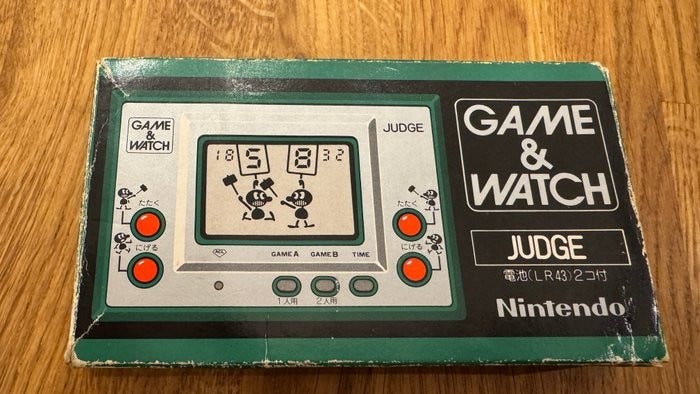 GAME
&
WATCH
JUDGE
18 5 8 32
たたく
たたく
にげる
にげる
ACL
GAME A GAME B TIME
1人用 2人用
GAME
&
WATCH
JUDGE
電池(LR43)2コ付
Nintendo